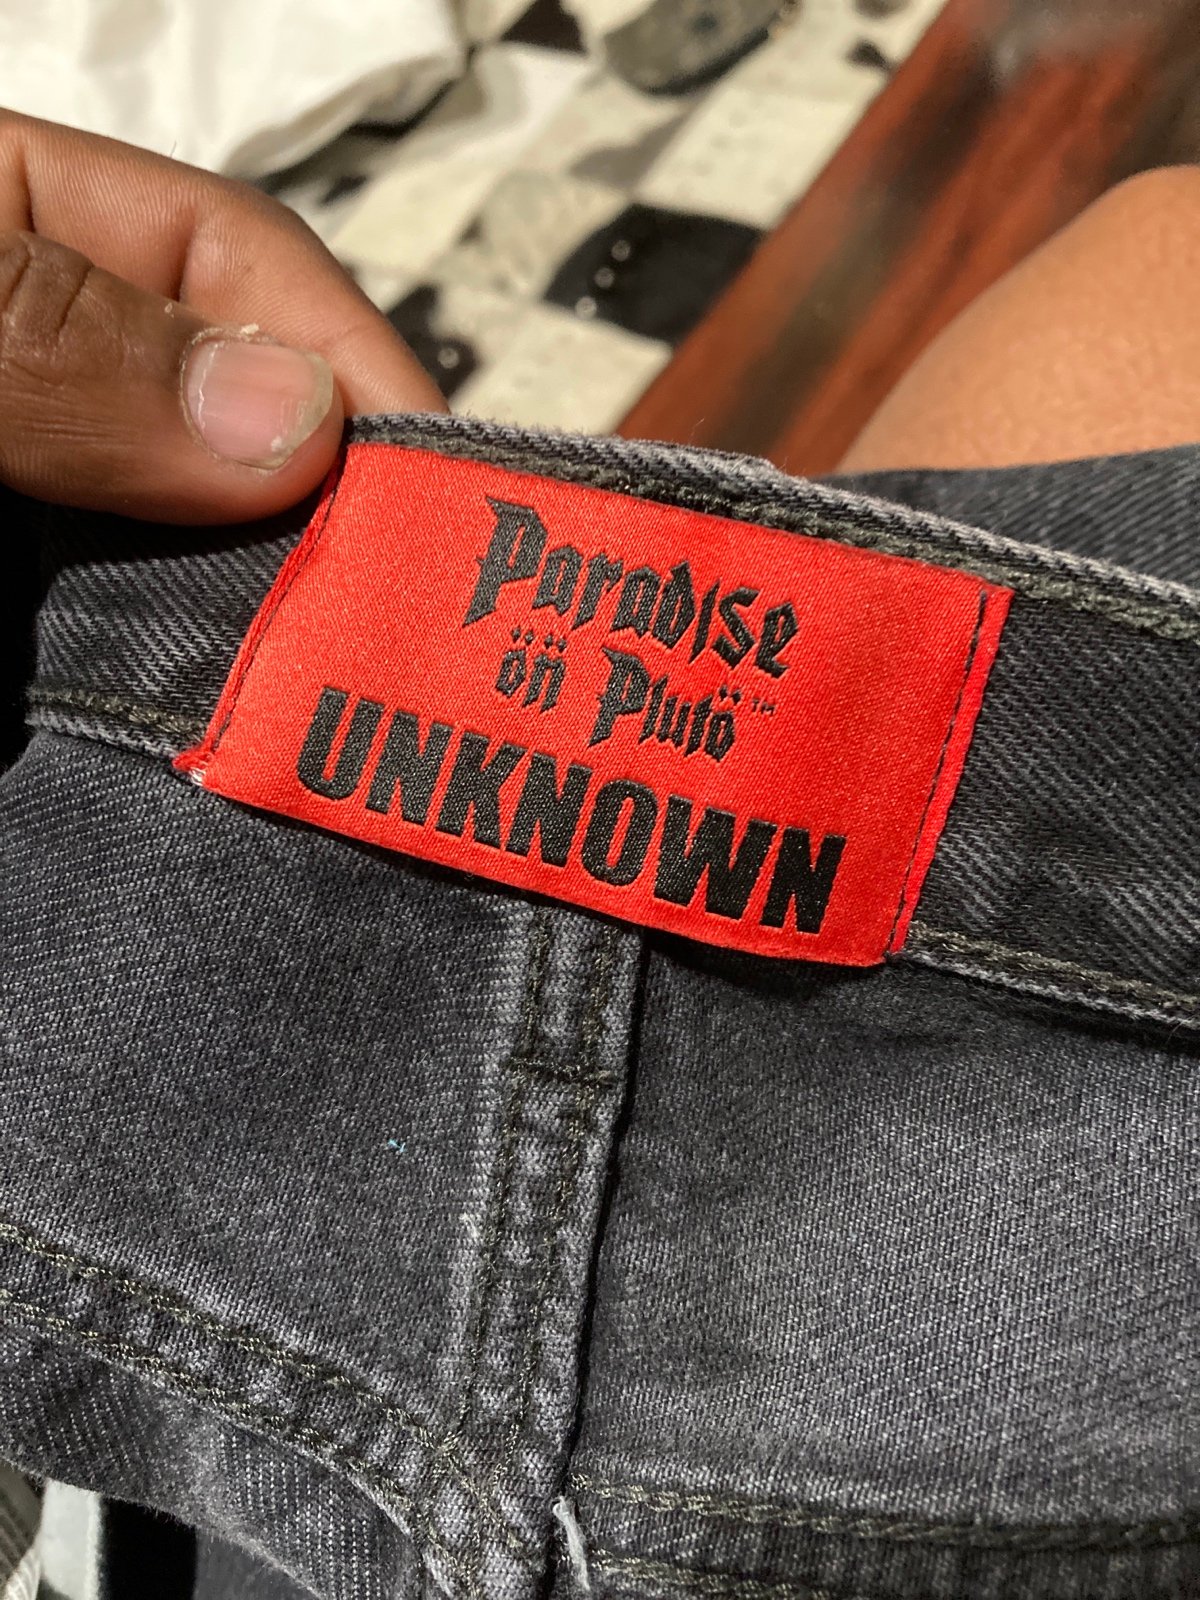 Paradise
ön Plutö™
UNKNOWN